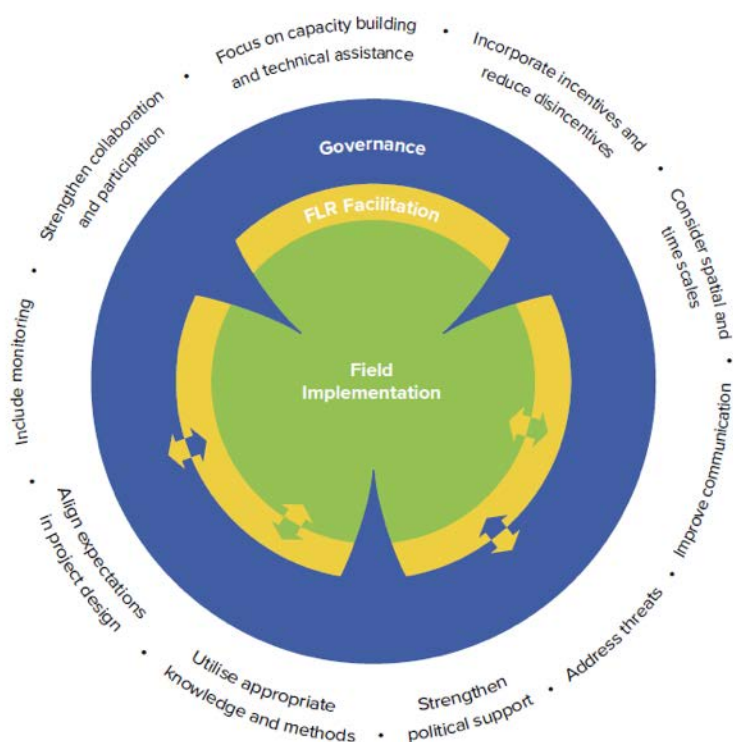 Focus on capacity building
and technical assistance
Incorporate incentives and
reduce disincentives
Consider spatial and
time scales
Improve communication
Address threats
Strengthen
political support
Utilise appropriate
knowledge and methods
Align expectations
in project design
Include monitoring
Strengthen collaboration
and participation
Governance
FLR Facilitation
Field
Implementation